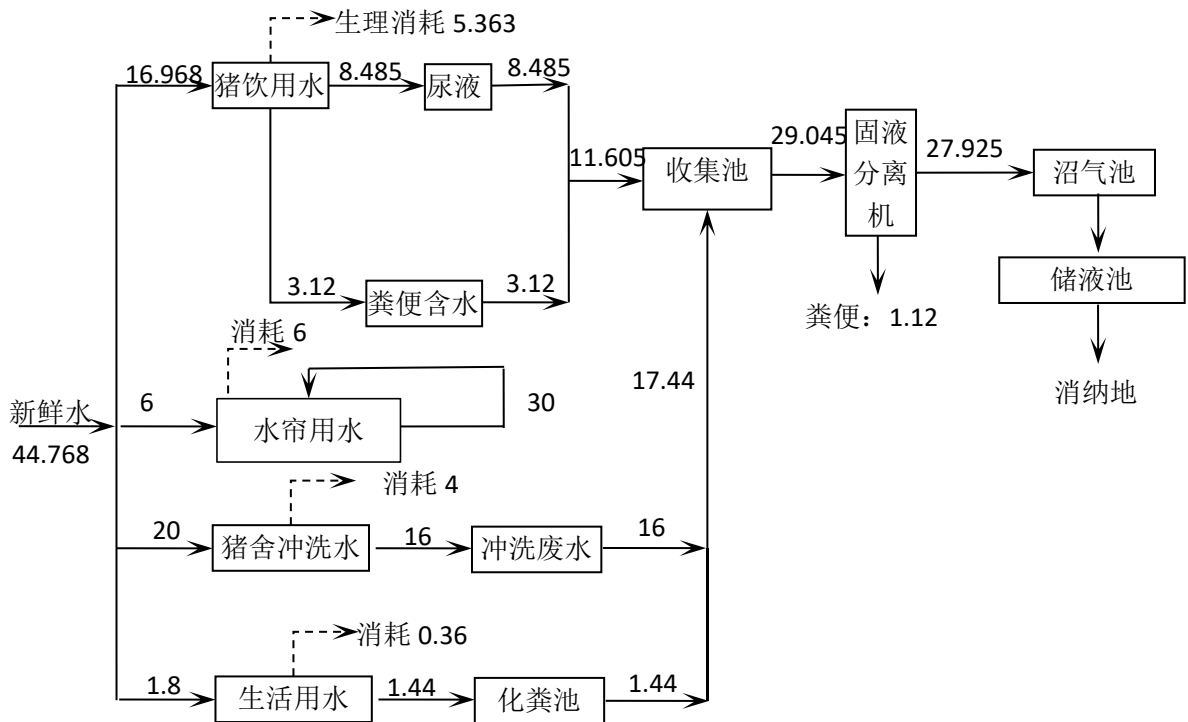 生理消耗 5.363
16.968
猪饮用水
8.485
尿液
8.485
11.605
收集池
29.045
固液
分离
机
27.925
沼气池
储液池
消纳地
粪便：1.12
3.12
粪便含水
3.12
消耗 6
新鲜水
44.768
6
水帘用水
30
17.44
消耗 4
20
猪舍冲洗水
16
冲洗废水
16
消耗 0.36
1.8
生活用水
1.44
化粪池
1.44